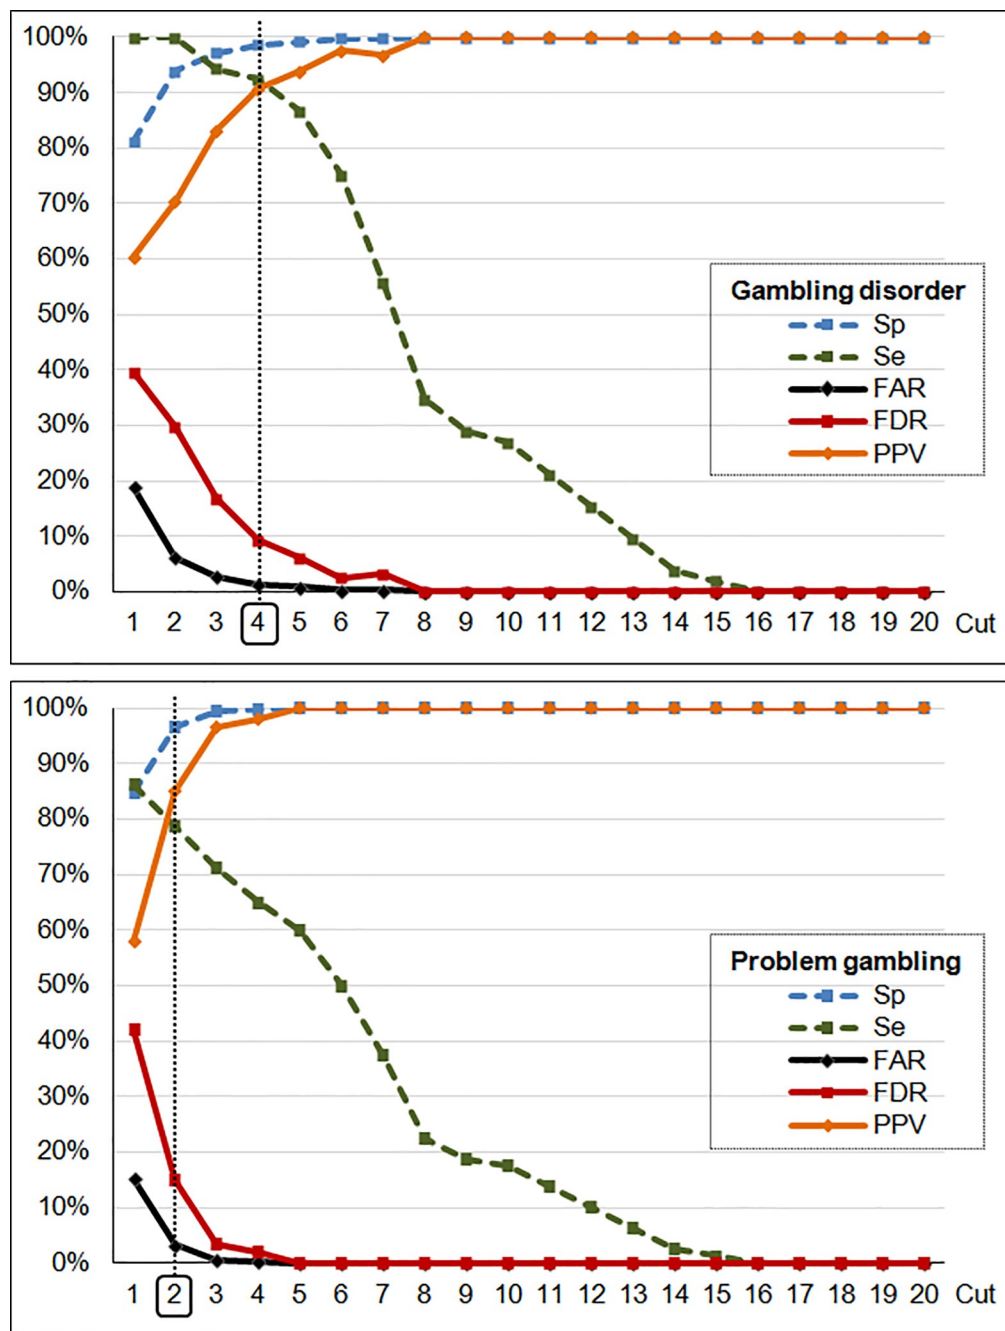 100%
90%
80%
70%
60%
50%
40%
30%
20%
10%
0%
Gambling disorder
Sp
Se
FAR
FDR
PPV
1 2 3 4 5 6 7 8 9 10 11 12 13 14 15 16 17 18 19 20 Cut
100%
90%
80%
70%
60%
50%
40%
30%
20%
10%
0%
Problem gambling
Sp
Se
FAR
FDR
PPV
1 2 3 4 5 6 7 8 9 10 11 12 13 14 15 16 17 18 19 20 Cut